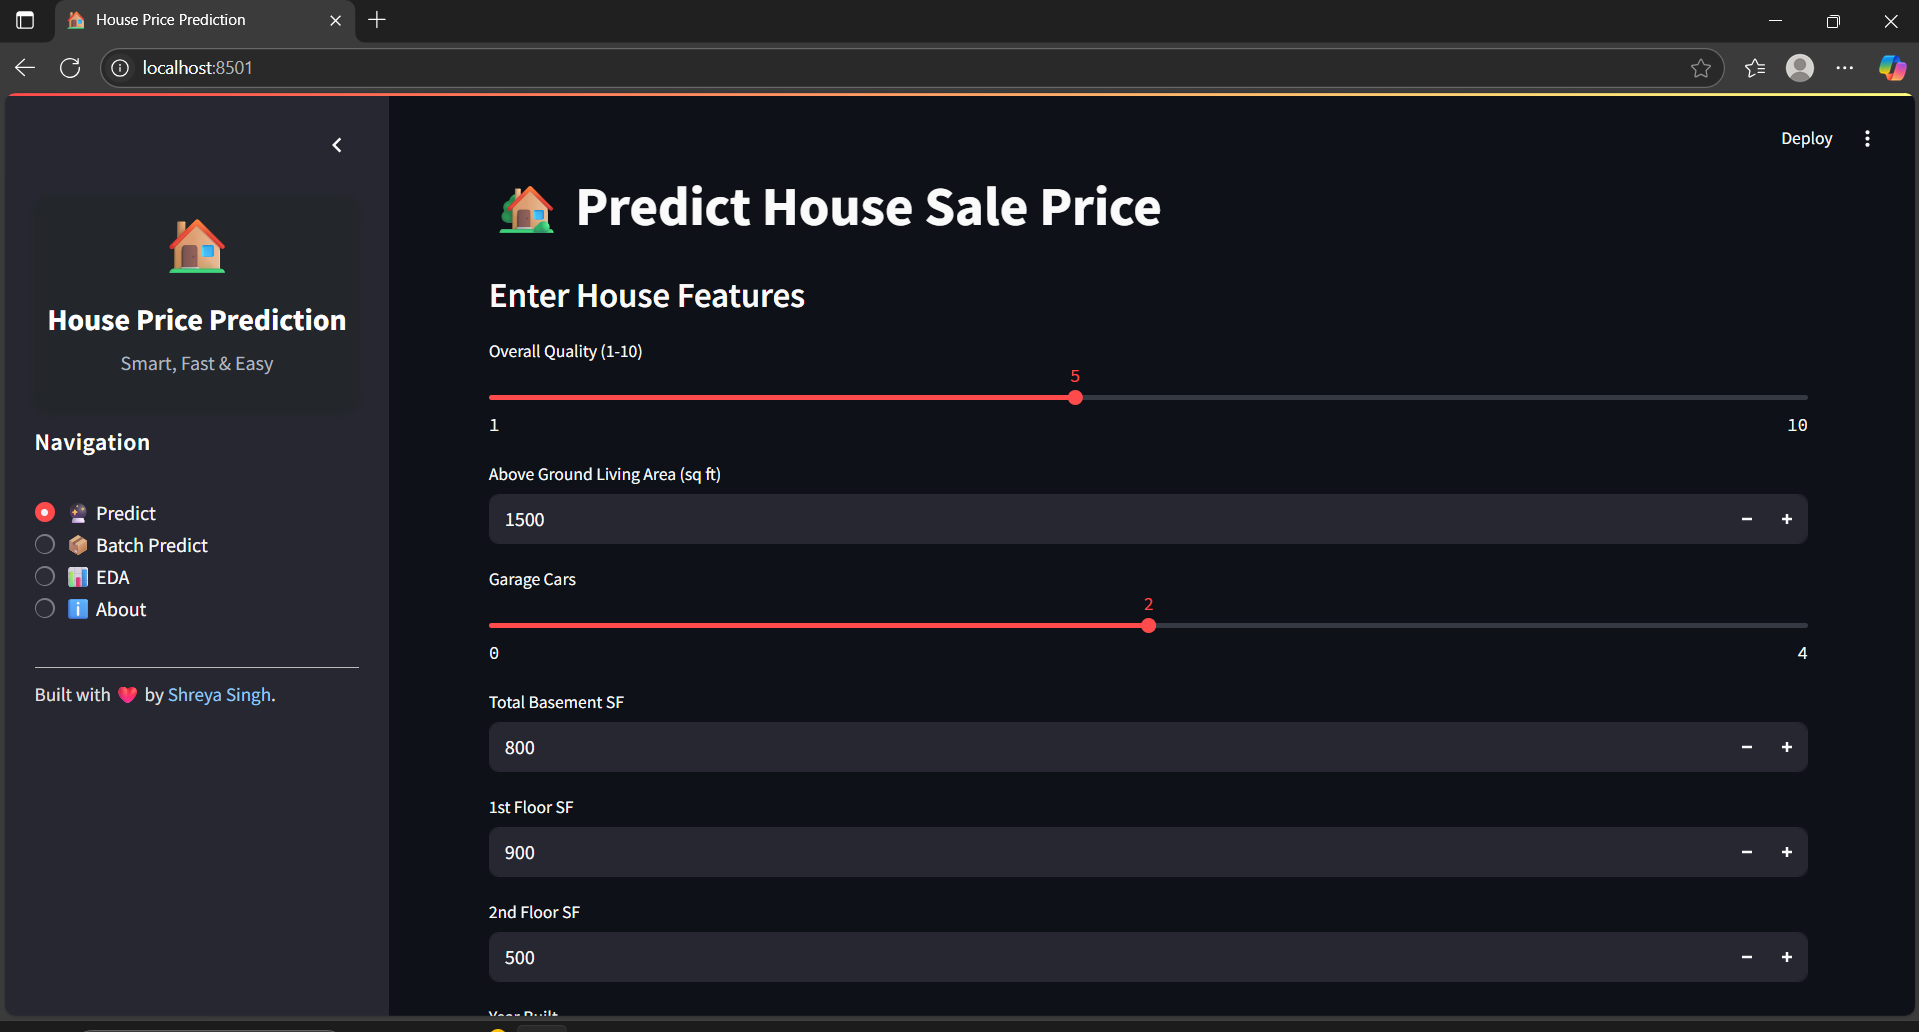 House Price Prediction
localhost:8501
Deploy
House Price Prediction
Smart, Fast & Easy
Navigation
Predict
Batch Predict
EDA
About
Built with ❤️ by Shreya Singh.
Predict House Sale Price
Enter House Features
Overall Quality (1-10)
5
1 10
Above Ground Living Area (sq ft)
1500
Garage Cars
2
0 4
Total Basement SF
800
1st Floor SF
900
2nd Floor SF
500
Year Built